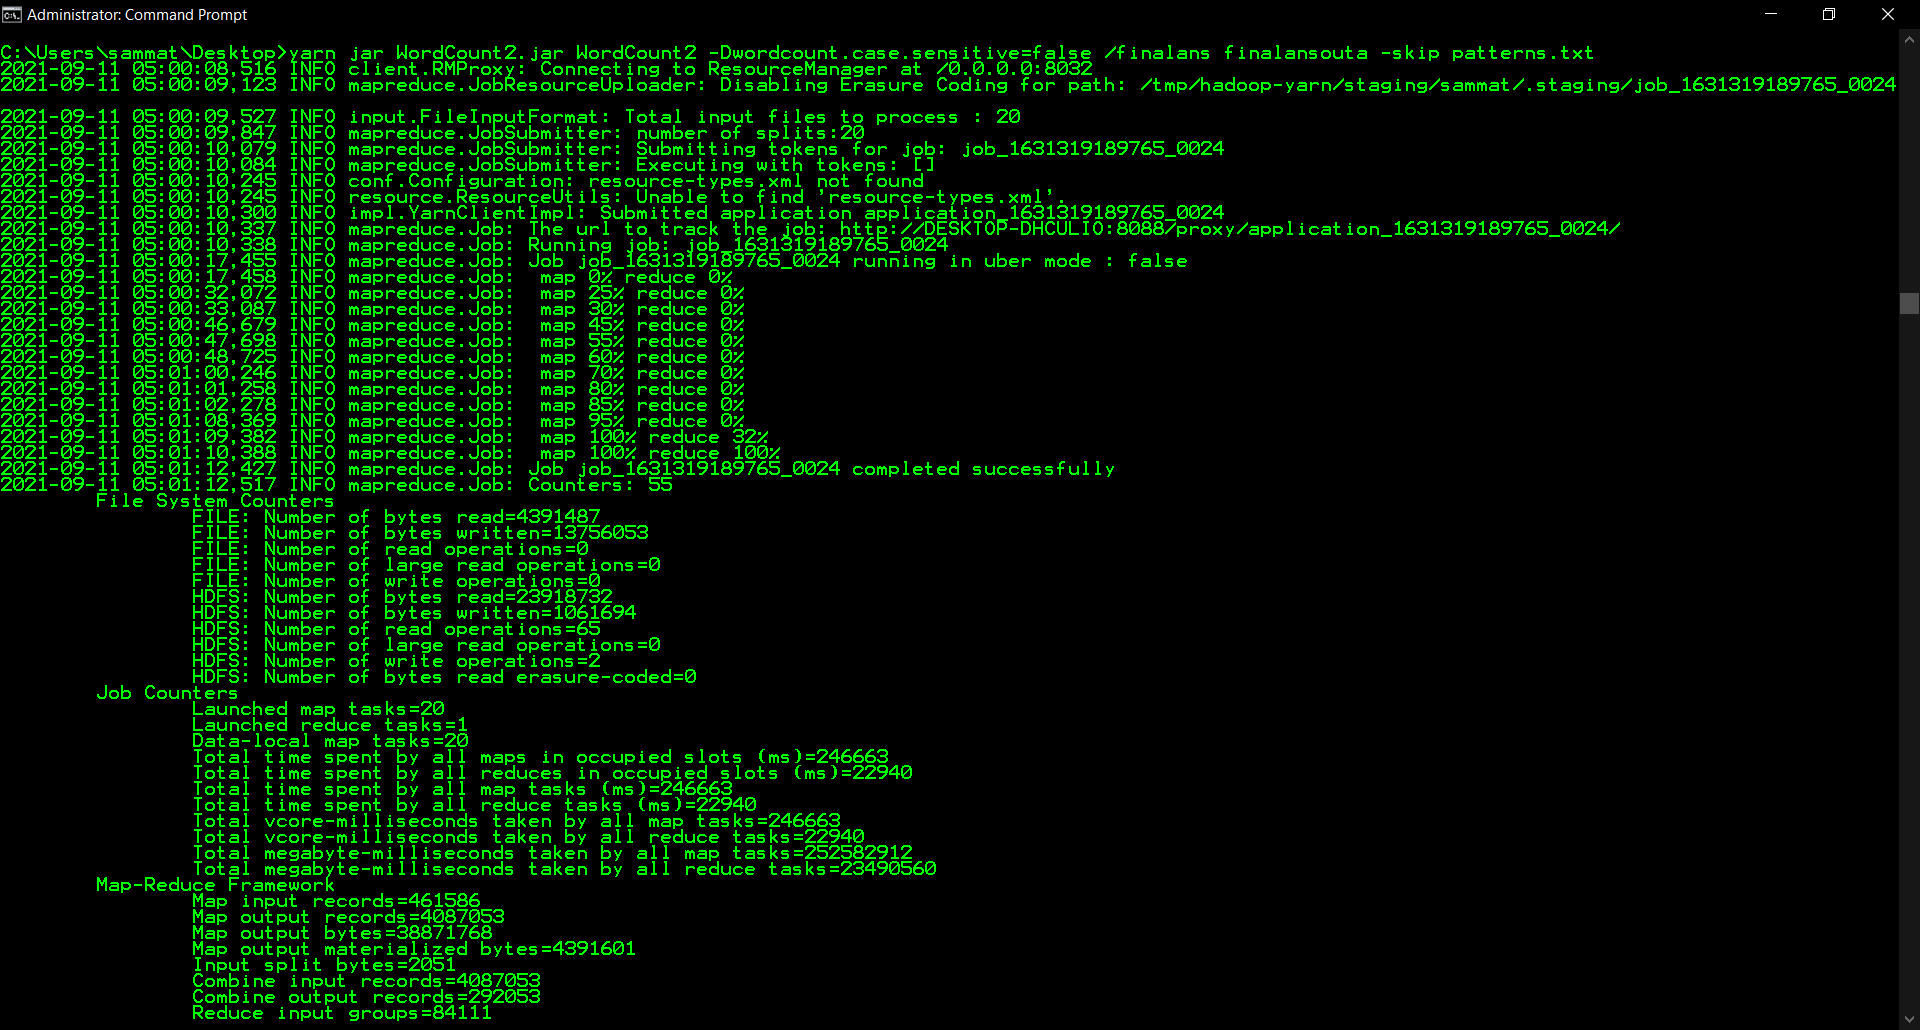 Administrator: Command Prompt
C:\Users\sammat\Desktop>yarn jar WordCount2.jar WordCount2 -Dwordcount.case.sensitive=false /finalans finalansouta -skip patterns.txt
2021-09-11 05:00:08,516 INFO client.RMProxy: Connecting to ResourceManager at /0.0.0.0:8032
2021-09-11 05:00:09,123 INFO mapreduce.JobResourceUploader: Disabling Erasure Coding for path: /tmp/hadoop-yarn/staging/sammat/.staging/job_1631319189765_0024
2021-09-11 05:00:09,527 INFO input.FileInputFormat: Total input files to process : 20
2021-09-11 05:00:09,847 INFO mapreduce.JobSubmitter: number of splits:20
2021-09-11 05:00:10,079 INFO mapreduce.JobSubmitter: Submitting tokens for job: job_1631319189765_0024
2021-09-11 05:00:10,084 INFO mapreduce.JobSubmitter: Executing with tokens: []
2021-09-11 05:00:10,245 INFO conf.Configuration: resource-types.xml not found
2021-09-11 05:00:10,245 INFO resource.ResourceUtils: Unable to find 'resource-types.xml'.
2021-09-11 05:00:10,300 INFO impl.YarnClientImpl: Submitted application application_1631319189765_0024
2021-09-11 05:00:10,337 INFO mapreduce.Job: The url to track the job: http://DESKTOP-DHCULIO:8088/proxy/application_1631319189765_0024/
2021-09-11 05:00:10,338 INFO mapreduce.Job: Running job: job_1631319189765_0024
2021-09-11 05:00:17,455 INFO mapreduce.Job: Job job_1631319189765_0024 running in uber mode : false
2021-09-11 05:00:17,458 INFO mapreduce.Job:  map 0% reduce 0%
2021-09-11 05:00:32,072 INFO mapreduce.Job:  map 25% reduce 0%
2021-09-11 05:00:33,087 INFO mapreduce.Job:  map 30% reduce 0%
2021-09-11 05:00:46,679 INFO mapreduce.Job:  map 45% reduce 0%
2021-09-11 05:00:47,698 INFO mapreduce.Job:  map 55% reduce 0%
2021-09-11 05:00:48,725 INFO mapreduce.Job:  map 60% reduce 0%
2021-09-11 05:01:00,246 INFO mapreduce.Job:  map 70% reduce 0%
2021-09-11 05:01:01,258 INFO mapreduce.Job:  map 80% reduce 0%
2021-09-11 05:01:02,278 INFO mapreduce.Job:  map 85% reduce 0%
2021-09-11 05:01:08,369 INFO mapreduce.Job:  map 95% reduce 0%
2021-09-11 05:01:09,382 INFO mapreduce.Job:  map 100% reduce 32%
2021-09-11 05:01:10,388 INFO mapreduce.Job:  map 100% reduce 100%
2021-09-11 05:01:12,427 INFO mapreduce.Job: Job job_1631319189765_0024 completed successfully
2021-09-11 05:01:12,517 INFO mapreduce.Job: Counters: 55
File System Counters
FILE: Number of bytes read=4391487
FILE: Number of bytes written=13756053
FILE: Number of read operations=0
FILE: Number of large read operations=0
FILE: Number of write operations=0
HDFS: Number of bytes read=23918732
HDFS: Number of bytes written=1061694
HDFS: Number of read operations=65
HDFS: Number of large read operations=0
HDFS: Number of write operations=2
HDFS: Number of bytes read erasure-coded=0
Job Counters
Launched map tasks=20
Launched reduce tasks=1
Data-local map tasks=20
Total time spent by all maps in occupied slots (ms)=246663
Total time spent by all reduces in occupied slots (ms)=22940
Total time spent by all map tasks (ms)=246663
Total time spent by all reduce tasks (ms)=22940
Total vcore-milliseconds taken by all map tasks=246663
Total vcore-milliseconds taken by all reduce tasks=22940
Total megabyte-milliseconds taken by all map tasks=252582912
Total megabyte-milliseconds taken by all reduce tasks=23490560
Map-Reduce Framework
Map input records=461586
Map output records=4087053
Map output bytes=38871768
Map output materialized bytes=4391601
Input split bytes=2051
Combine input records=4087053
Combine output records=292053
Reduce input groups=84111